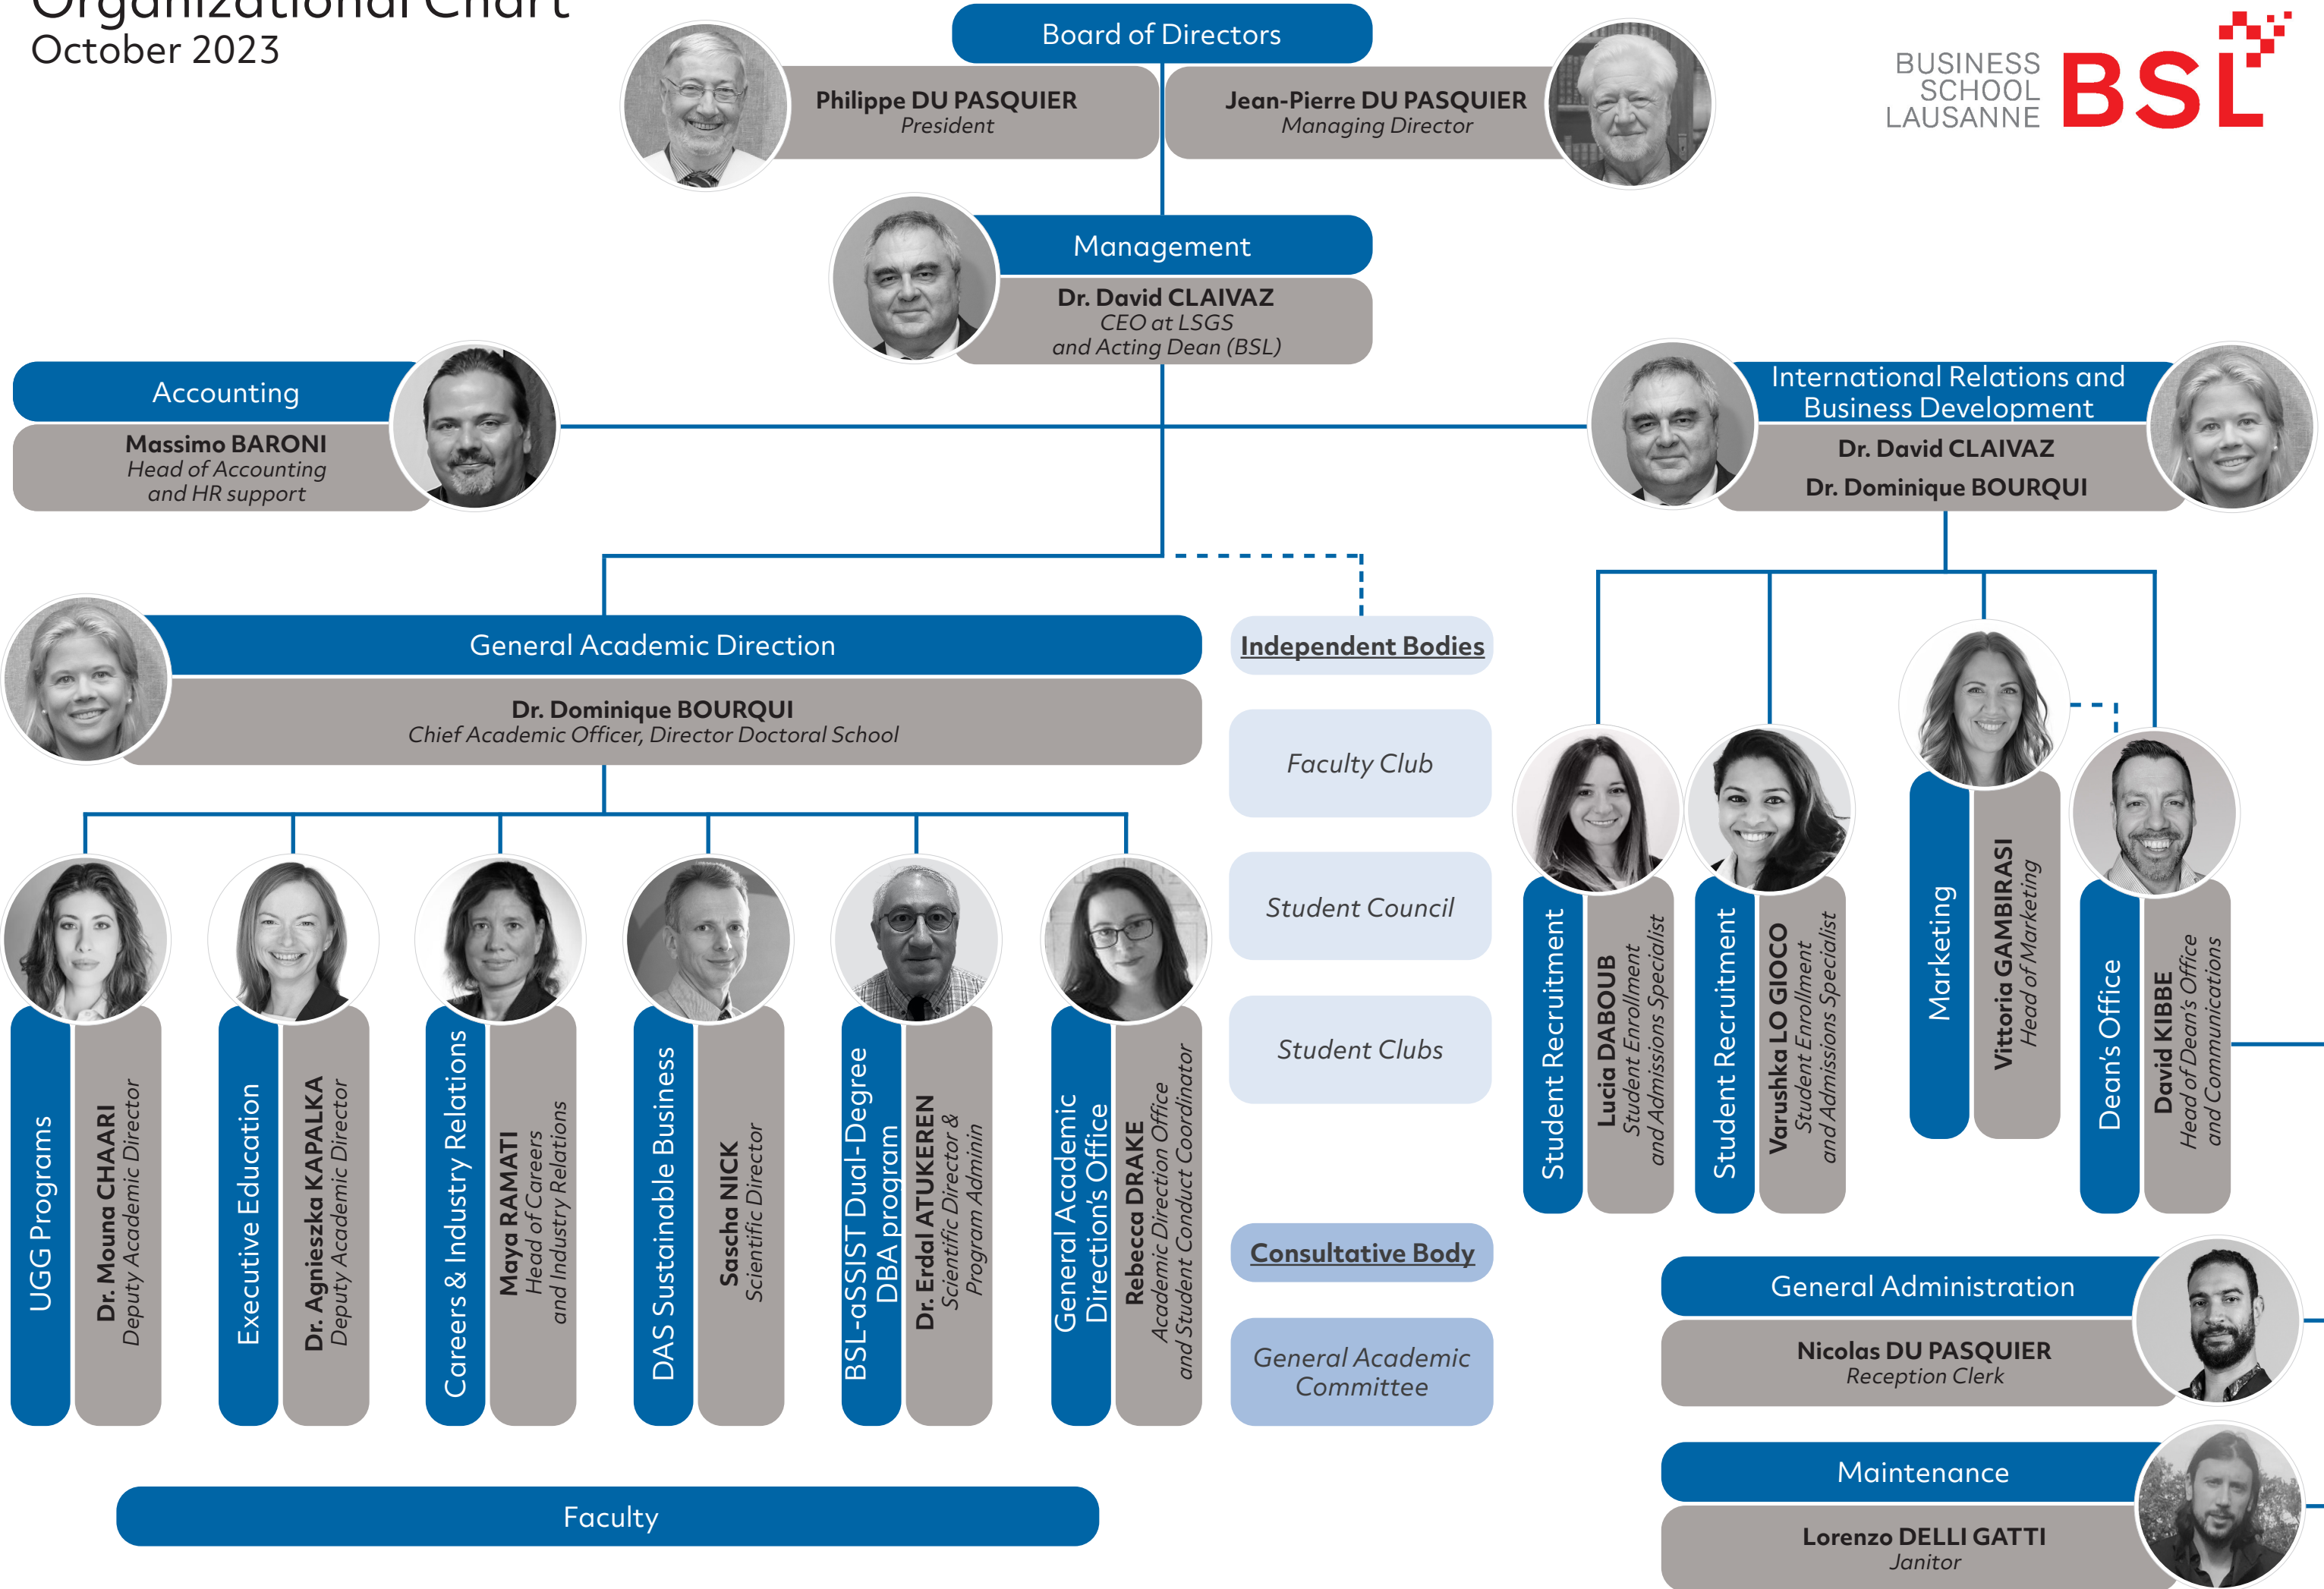 Organizational Chart
October 2023
BUSINESS
SCHOOL
LAUSANNE
BSL
Board of Directors
Philippe DU PASQUIER
President
Jean-Pierre DU PASQUIER
Managing Director
Management
Dr. David CLAIVAZ
CEO at LSGS
and Acting Dean (BSL)
Accounting
Massimo BARONI
Head of Accounting
and HR support
International Relations and
Business Development
Dr. David CLAIVAZ
Dr. Dominique BOURQUI
General Academic Direction
Dr. Dominique BOURQUI
Chief Academic Officer, Director Doctoral School
Independent Bodies
Faculty Club
Student Council
Student Clubs
Consultative Body
General Academic
Committee
UGG Programs
Dr. Mouna CHAARI
Deputy Academic Director
Executive Education
Dr. Agnieszka KAPALKA
Deputy Academic Director
Careers & Industry Relations
Maya RAMATI
Head of Careers
and Industry Relations
DAS Sustainable Business
Sascha NICK
Scientific Director
BSL-aSSIST Dual-Degree
DBA program
Dr. Erdal ATUKEREN
Scientific Director &
Program Adminin
General Academic
Direction's Office
Rebecca DRAKE
Academic Direction Office
and Student Conduct Coordinator
Student Recruitment
Lucia DABOUB
Student Enrollment
and Admissions Specialist
Student Recruitment
Varushka LO GIOCO
Student Enrollment
and Admissions Specialist
Marketing
Vittoria GAMBIRASI
Head of Marketing
Dean's Office
David KIBBE
Head of Dean's Office
and Communications
General Administration
Nicolas DU PASQUIER
Reception Clerk
Maintenance
Lorenzo DELLI GATTI
Janitor
Faculty